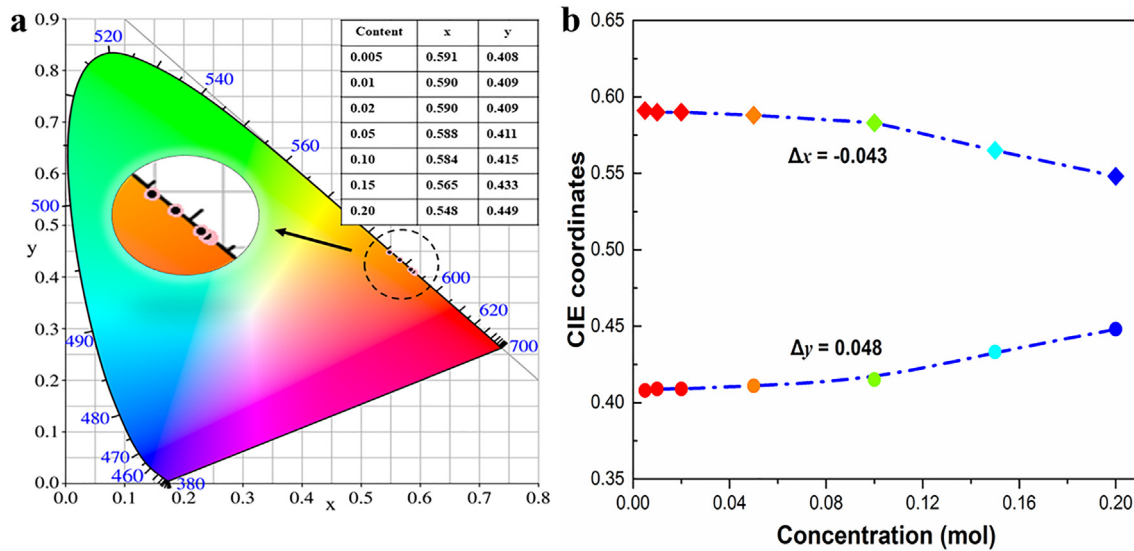 a
0.9
0.8
0.7
0.6
0.5
y
0.4
0.3
0.2
0.1
0.0
0.0 0.1 0.2 0.3 0.4 0.5 0.6 0.7 0.8
x
520
540
560
500
600
620
700
490
480
470
460
380
Content x y
0.005 0.591 0.408
0.01 0.590 0.409
0.02 0.590 0.409
0.05 0.588 0.411
0.10 0.584 0.415
0.15 0.565 0.433
0.20 0.548 0.449
b
CIE coordinates
0.65
0.60
0.55
0.50
0.45
0.40
0.35
Δx = -0.043
Δy = 0.048
0.00 0.04 0.08 0.12 0.16 0.20
Concentration (mol)